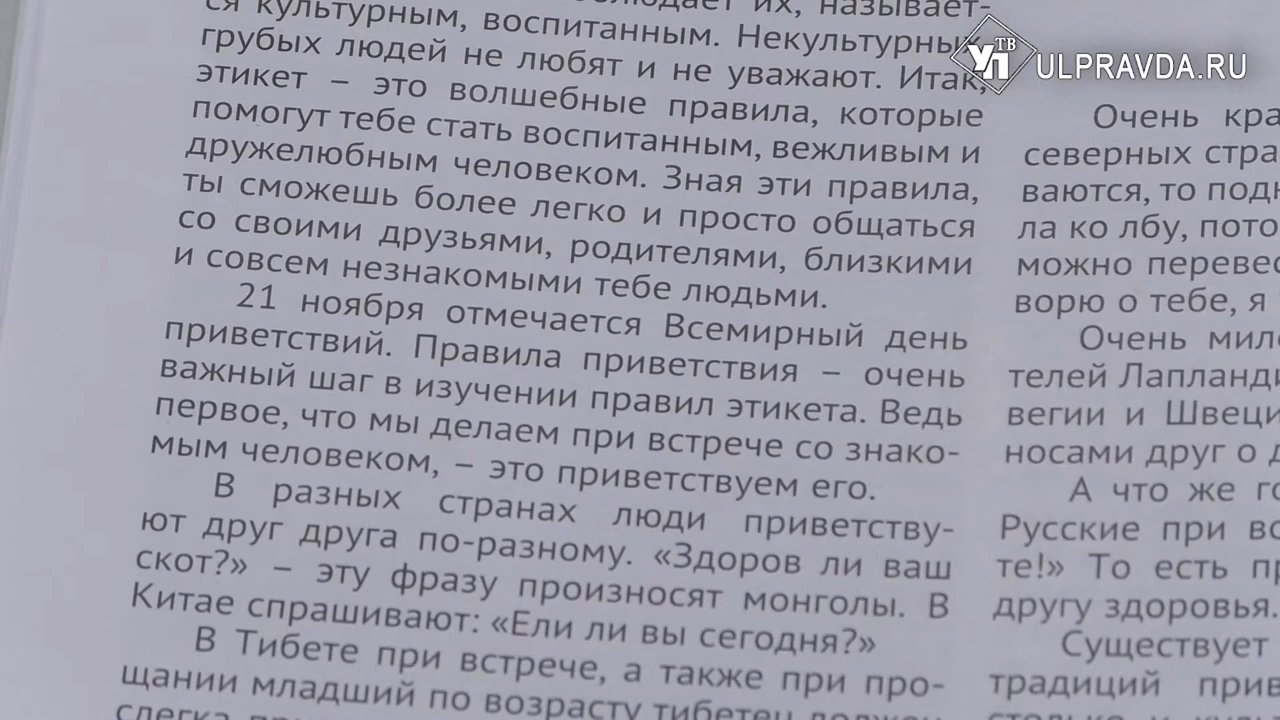 их, называет-
ся культурным, воспитанным. Некультурных
грубых людей не любят и не уважают. Итак,
этикет – это волшебные правила, которые
помогут тебе стать воспитанным, вежливым и
дружелюбным человеком. Зная эти правила,
ты сможешь более легко и просто общаться
со своими друзьями, родителями, близкими
и совсем незнакомыми тебе людьми.
21 ноября отмечается Всемирный день
приветствий. Правила приветствия – очень
важный шаг в изучении правил этикета. Ведь
первое, что мы делаем при встрече со знако-
мым человеком, – это приветствуем его.
В разных странах люди приветству-
ют друг друга по-разному. «Здоров ли ваш
скот?» – эту фразу произносят монголы. В
Китае спрашивают: «Ели ли вы сегодня?»
В Тибете при встрече, а также при про-
щании младший по возрасту тибетец должен
слегка
УП ТВ ULPRAVDA.RU
Очень кра
северных стра
ваются, то подн
ла ко лбу, пото
можно перевес
ворю о тебе, я
Очень мил
телей Лапланди
вегии и Швеци
носами друг о д
А что же го
Русские при вс
те!» То есть пр
другу здоровья.
Существует
традиций прив